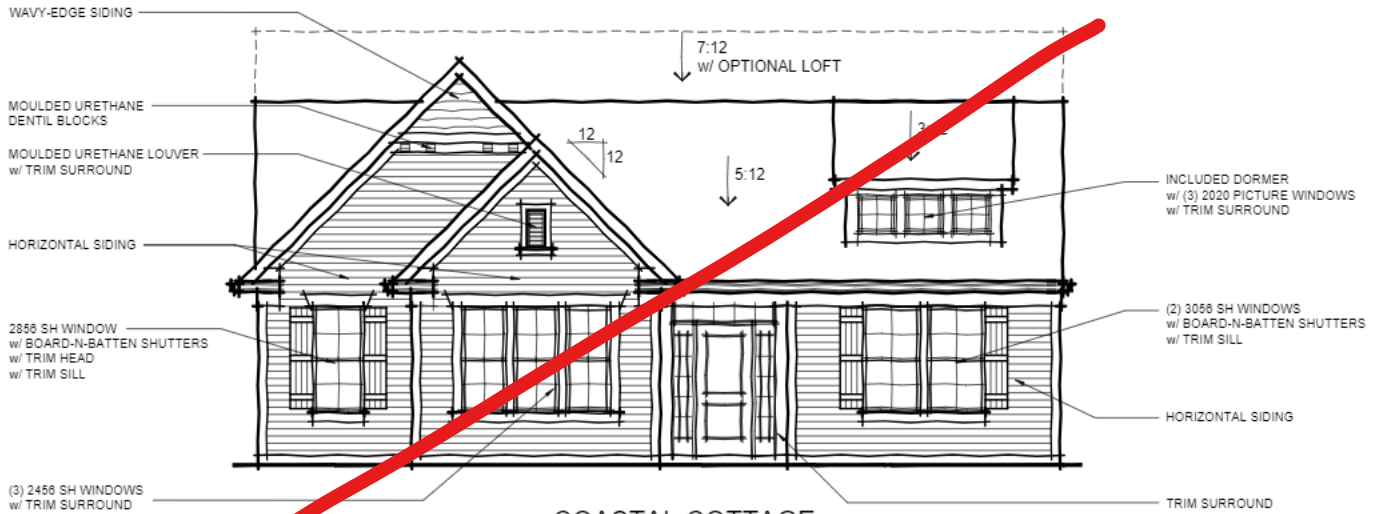 WAVY-EDGE SIDING
7:12
w/ OPTIONAL LOFT
MOULDED URETHANE
DENTIL BLOCKS
MOULDED URETHANE LOUVER
w/ TRIM SURROUND
12
12
5:12
INCLUDED DORMER
w/ (3) 2020 PICTURE WINDOWS
w/ TRIM SURROUND
HORIZONTAL SIDING
2856 SH WINDOW
w/ BOARD-N-BATTEN SHUTTERS
w/ TRIM HEAD
w/ TRIM SILL
(2) 3056 SH WINDOWS
w/ BOARD-N-BATTEN SHUTTERS
w/ TRIM SILL
HORIZONTAL SIDING
(3) 2456 SH WINDOWS
w/ TRIM SURROUND
TRIM SURROUND
COASTAL COTTAGE